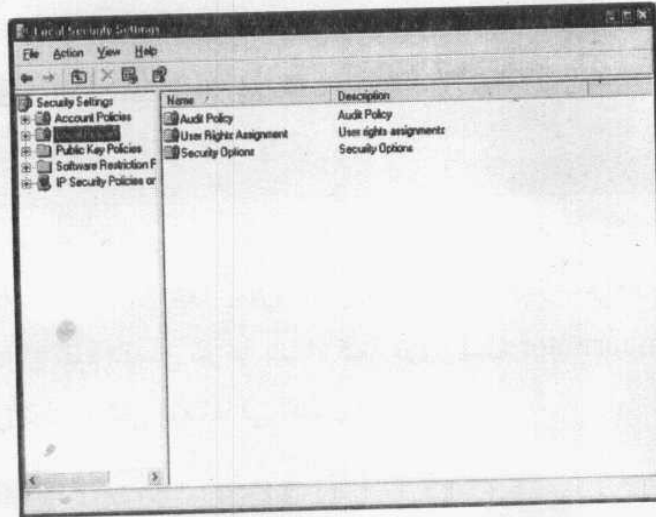 Local Security Settings
File Action View Help
Security Settings
Account Policies
Public Key Policies
Software Restriction P
IP Security Policies or
Name
Description
Audit Policy
Audit Policy
User Rights Assignment
User rights assignments
Security Options
Security Options